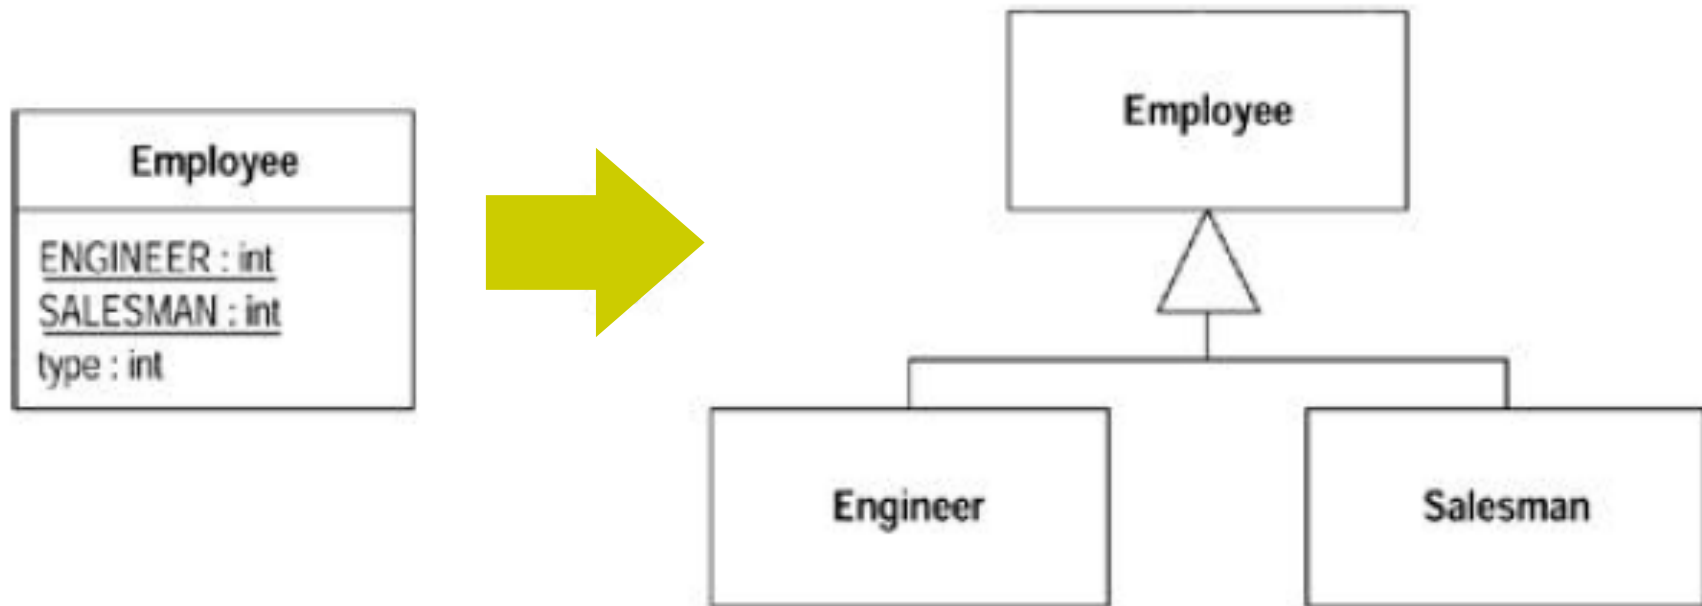 Employee
ENGINEER : int
SALESMAN : int
type : int
Employee
Engineer
Salesman